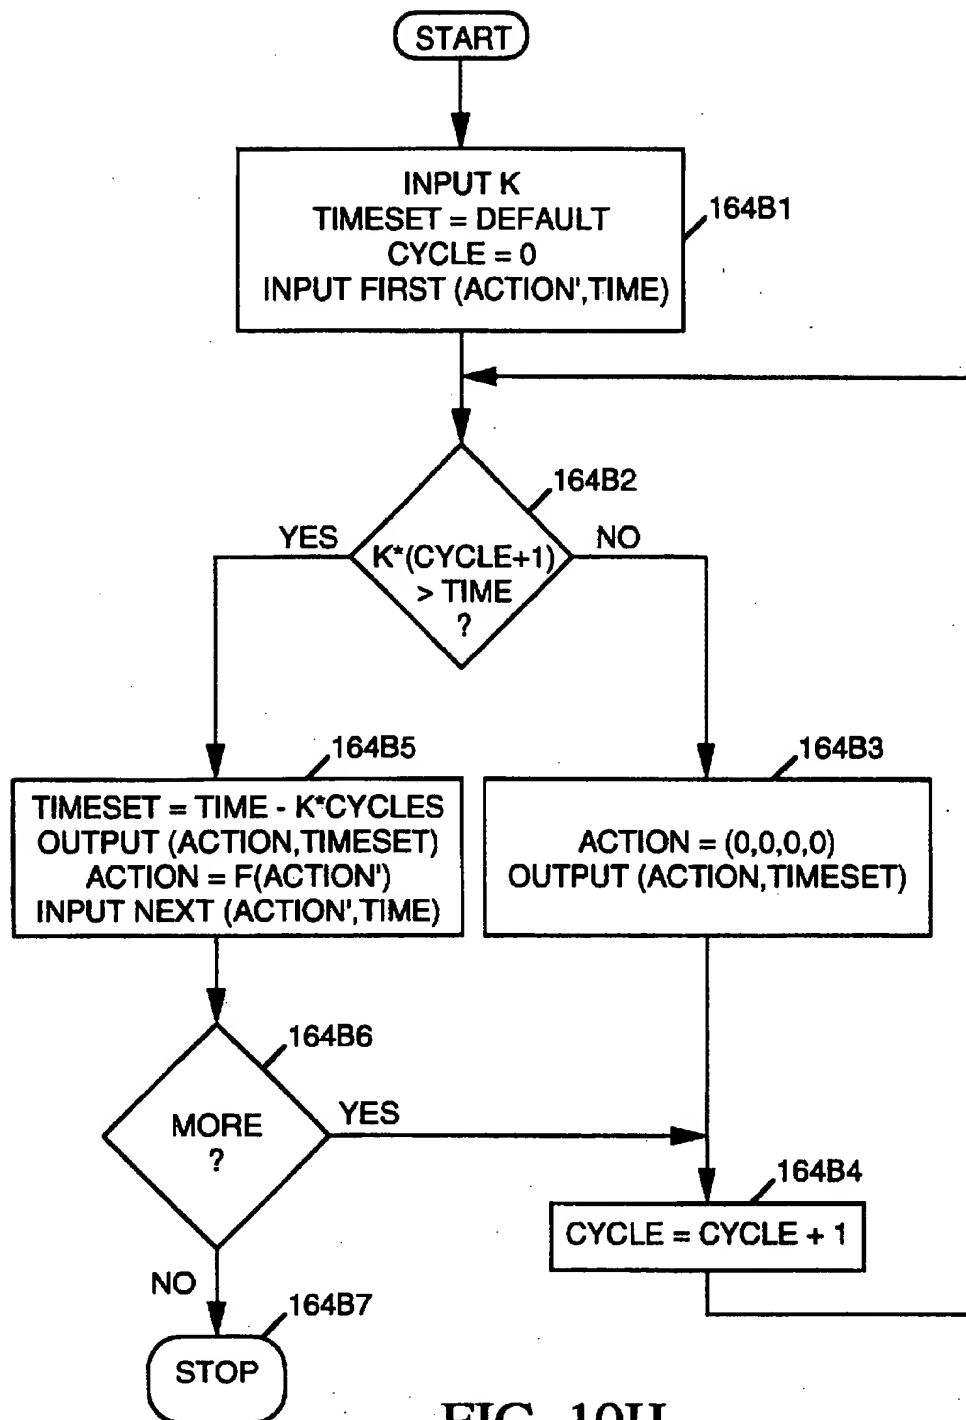 START
INPUT K
TIMESET = DEFAULT
CYCLE = 0
INPUT FIRST (ACTION',TIME)
164B1
164B2
YES
NO
K*(CYCLE+1)
> TIME
?
164B5
164B3
TIMESET = TIME - K*CYCLES
OUTPUT (ACTION,TIMESET)
ACTION = F(ACTION')
INPUT NEXT (ACTION',TIME)
ACTION = (0,0,0,0)
OUTPUT (ACTION,TIMESET)
164B6
MORE
?
YES
164B4
CYCLE = CYCLE + 1
NO
164B7
STOP
FIG. 10H